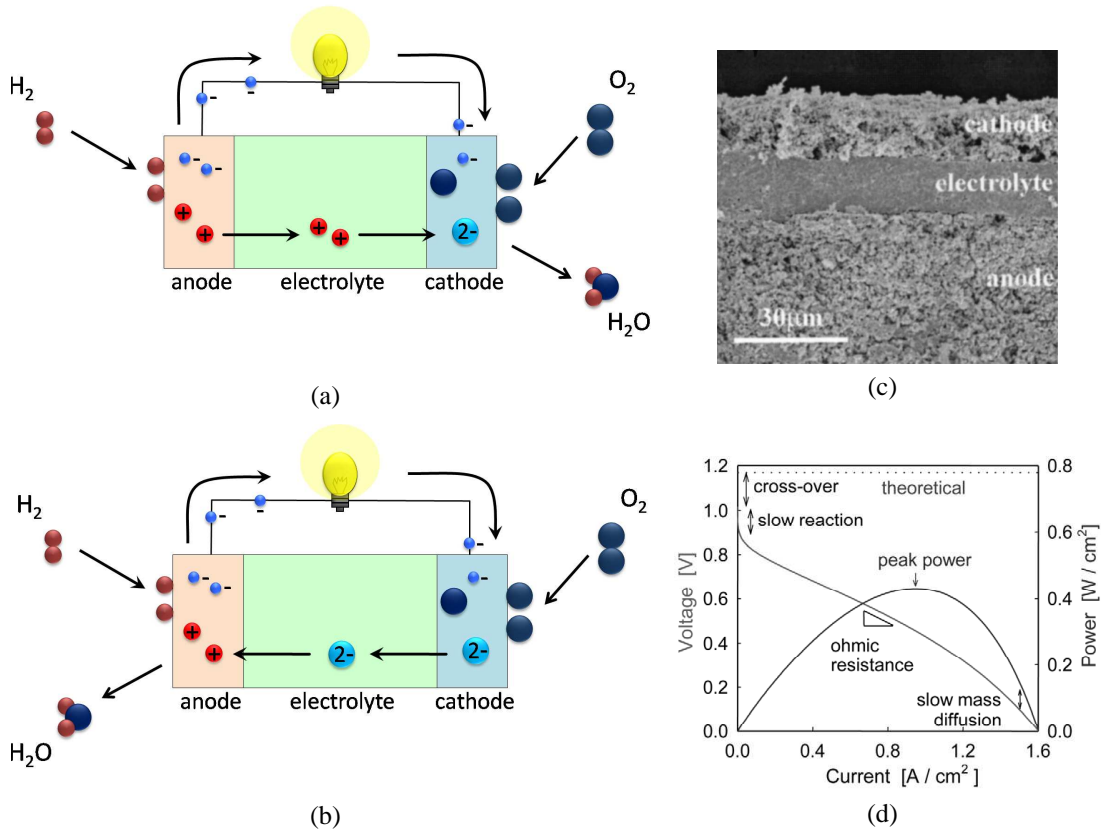 H2
O2
-
-
-
-
-
-
+
+
+
+
2-
anode
electrolyte
cathode
H2O
(a)
cathode
electrolyte
anode
30μm
(c)
H2
O2
-
-
-
-
-
-
+
+
2-
2-
anode
electrolyte
cathode
H2O
(b)
1.2
1.0
0.8
0.6
0.4
0.2
0.0
Voltage [V]
cross-over
theoretical
slow reaction
peak power
ohmic
resistance
slow mass
diffusion
0.8
0.6
0.4
0.2
0.0
Power [W / cm2]
0.0
0.4
0.8
1.2
1.6
Current [A / cm2]
(d)